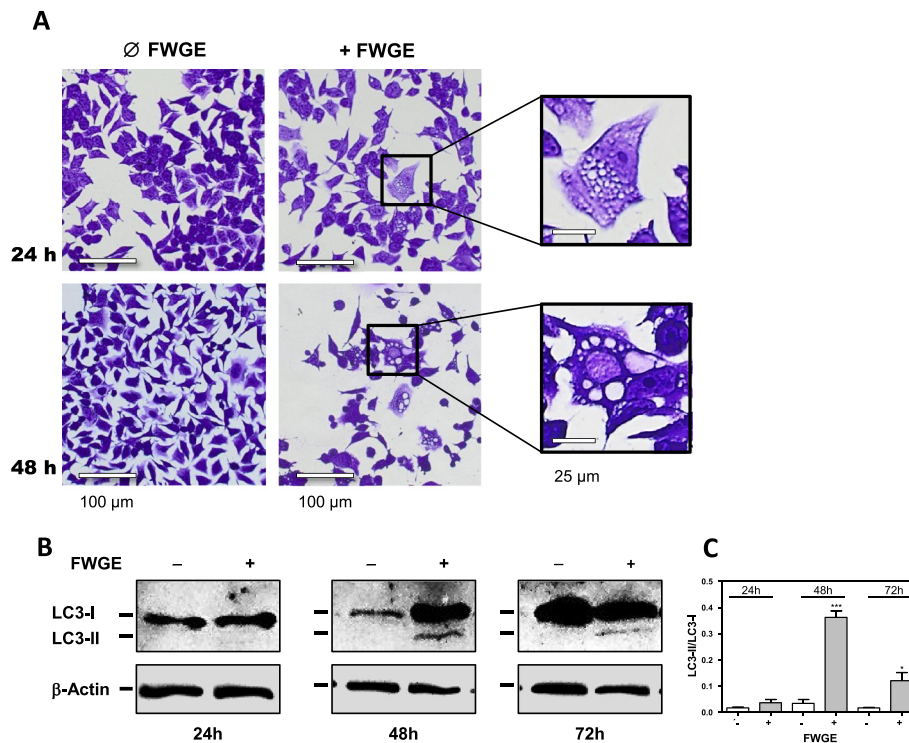 A
∅ FWGE
+ FWGE
24 h
48 h
100 µm
100 µm
25 µm
B
FWGE
– + – + – +
LC3-I
LC3-II
β-Actin
24h 48h 72h
C
LC3-II/LC3-I
0.5
0.4
0.3
0.2
0.1
0.0
24h 48h 72h
***
*
- + - + - +
FWGE